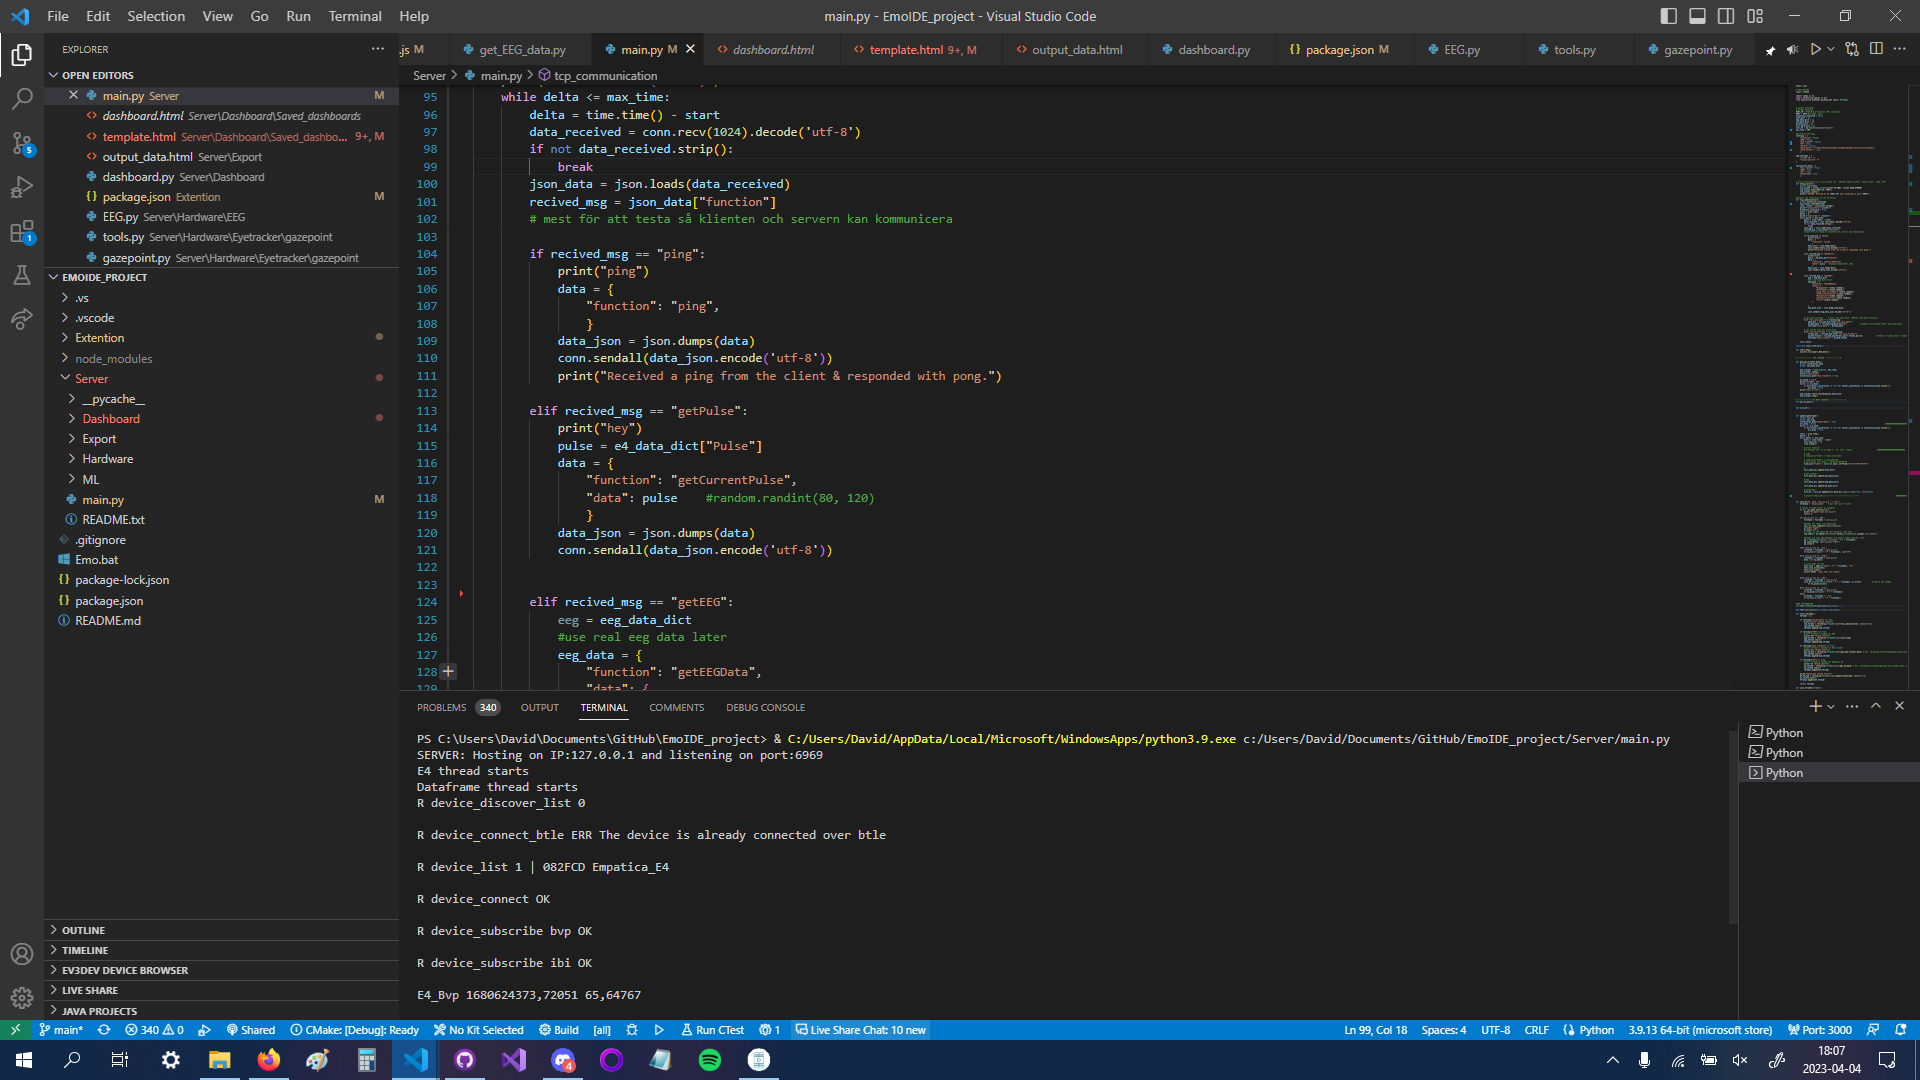 File Edit Selection View Go Run Terminal Help
main.py - EmoIDE_project - Visual Studio Code
EXPLORER
OPEN EDITORS
main.py Server M
dashboard.html Server\Dashboard\Saved_dashboards
template.html Server\Dashboard\Saved_dashbo... 9+, M
output_data.html Server\Export
dashboard.py Server\Dashboard
package.json Extention M
EEG.py Server\Hardware\EEG
tools.py Server\Hardware\Eyetracker\gazepoint
gazepoint.py Server\Hardware\Eyetracker\gazepoint
EMOIDE_PROJECT
.vs
.vscode
Extention
node_modules
Server
__pycache__
Dashboard
Export
Hardware
ML
main.py M
README.txt
.gitignore
Emo.bat
package-lock.json
package.json
README.md
OUTLINE
TIMELINE
EV3DEV DEVICE BROWSER
LIVE SHARE
JAVA PROJECTS
.js M get_EEG_data.py main.py M dashboard.html template.html 9+, M output_data.html dashboard.py package.json M EEG.py tools.py gazepoint.py
Server > main.py > tcp_communication
95 while delta <= max_time:
96 delta = time.time() - start
97 data_received = conn.recv(1024).decode('utf-8')
98 if not data_received.strip():
99 break
100 json_data = json.loads(data_received)
101 recived_msg = json_data["function"]
102 # mest för att testa så klienten och servern kan kommunicera
103
104 if recived_msg == "ping":
105 print("ping")
106 data = {
107 "function": "ping",
108 }
109 data_json = json.dumps(data)
110 conn.sendall(data_json.encode('utf-8'))
111 print("Received a ping from the client & responded with pong.")
112
113 elif recived_msg == "getPulse":
114 print("hey")
115 pulse = e4_data_dict["Pulse"]
116 data = {
117 "function": "getCurrentPulse",
118 "data": pulse #random.randint(80, 120)
119 }
120 data_json = json.dumps(data)
121 conn.sendall(data_json.encode('utf-8'))
122
123
124 elif recived_msg == "getEEG":
125 eeg = eeg_data_dict
126 #use real eeg data later
127 eeg_data = {
128 "function": "getEEGData",
129 "data": {
PROBLEMS 340 OUTPUT TERMINAL COMMENTS DEBUG CONSOLE
PS C:\Users\David\Documents\GitHub\EmoIDE_project> & C:/Users/David/AppData/Local/Microsoft/WindowsApps/python3.9.exe c:/Users/David/Documents/GitHub/EmoIDE_project/Server/main.py
SERVER: Hosting on IP:127.0.0.1 and listening on port:6969
E4 thread starts
Dataframe thread starts
R device_discover_list 0
R device_connect_btle ERR The device is already connected over btle
R device_list 1 | 082FCD Empatica_E4
R device_connect OK
R device_subscribe bvp OK
R device_subscribe ibi OK
E4_Bvp 1680624373,72051 65,64767
Python
Python
Python
5
1
main* 340 0 Shared CMake: [Debug]: Ready No Kit Selected Build [all] Run CTest 1 Live Share Chat: 10 new Ln 99, Col 18 Spaces: 4 UTF-8 CRLF Python 3.9.13 64-bit (microsoft store) Port: 3000
4
18:07
2023-04-04